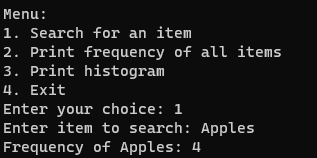 Menu:
1. Search for an item
2. Print frequency of all items
3. Print histogram
4. Exit
Enter your choice: 1
Enter item to search: Apples
Frequency of Apples: 4